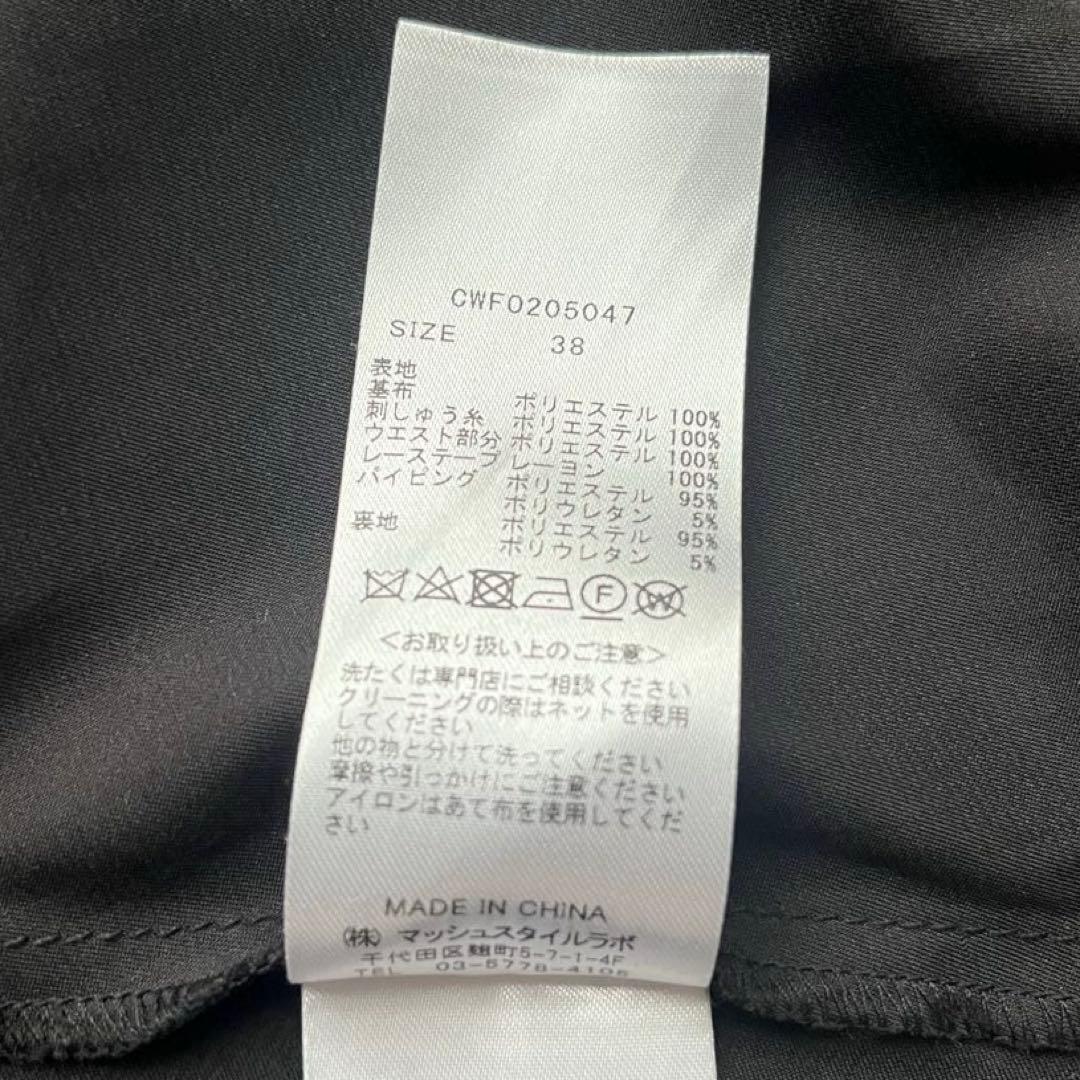 CWF0205047
SIZE 38
表地
基布 ポリエステル 100%
刺しゅう糸 ポリエステル 100%
ウエスト部分 ポリエステル 100%
レーステープ レーヨン 100%
パイピング ポリエステル 95%
ポリウレタン 5%
裏地 ポリエステル 95%
ポリウレタン 5%
F W
<お取り扱い上のご注意>
洗たくは専門店にご相談ください
クリーニングの際はネットを使用
してください
他の物と分けて洗ってください
摩擦や引っかけにご注意ください
アイロンはあて布を使用してくだ
さい
MADE IN CHINA
㈱ マッシュスタイルラボ
千代田区麹町5-7-1-4F
TEL 03-5778-4105